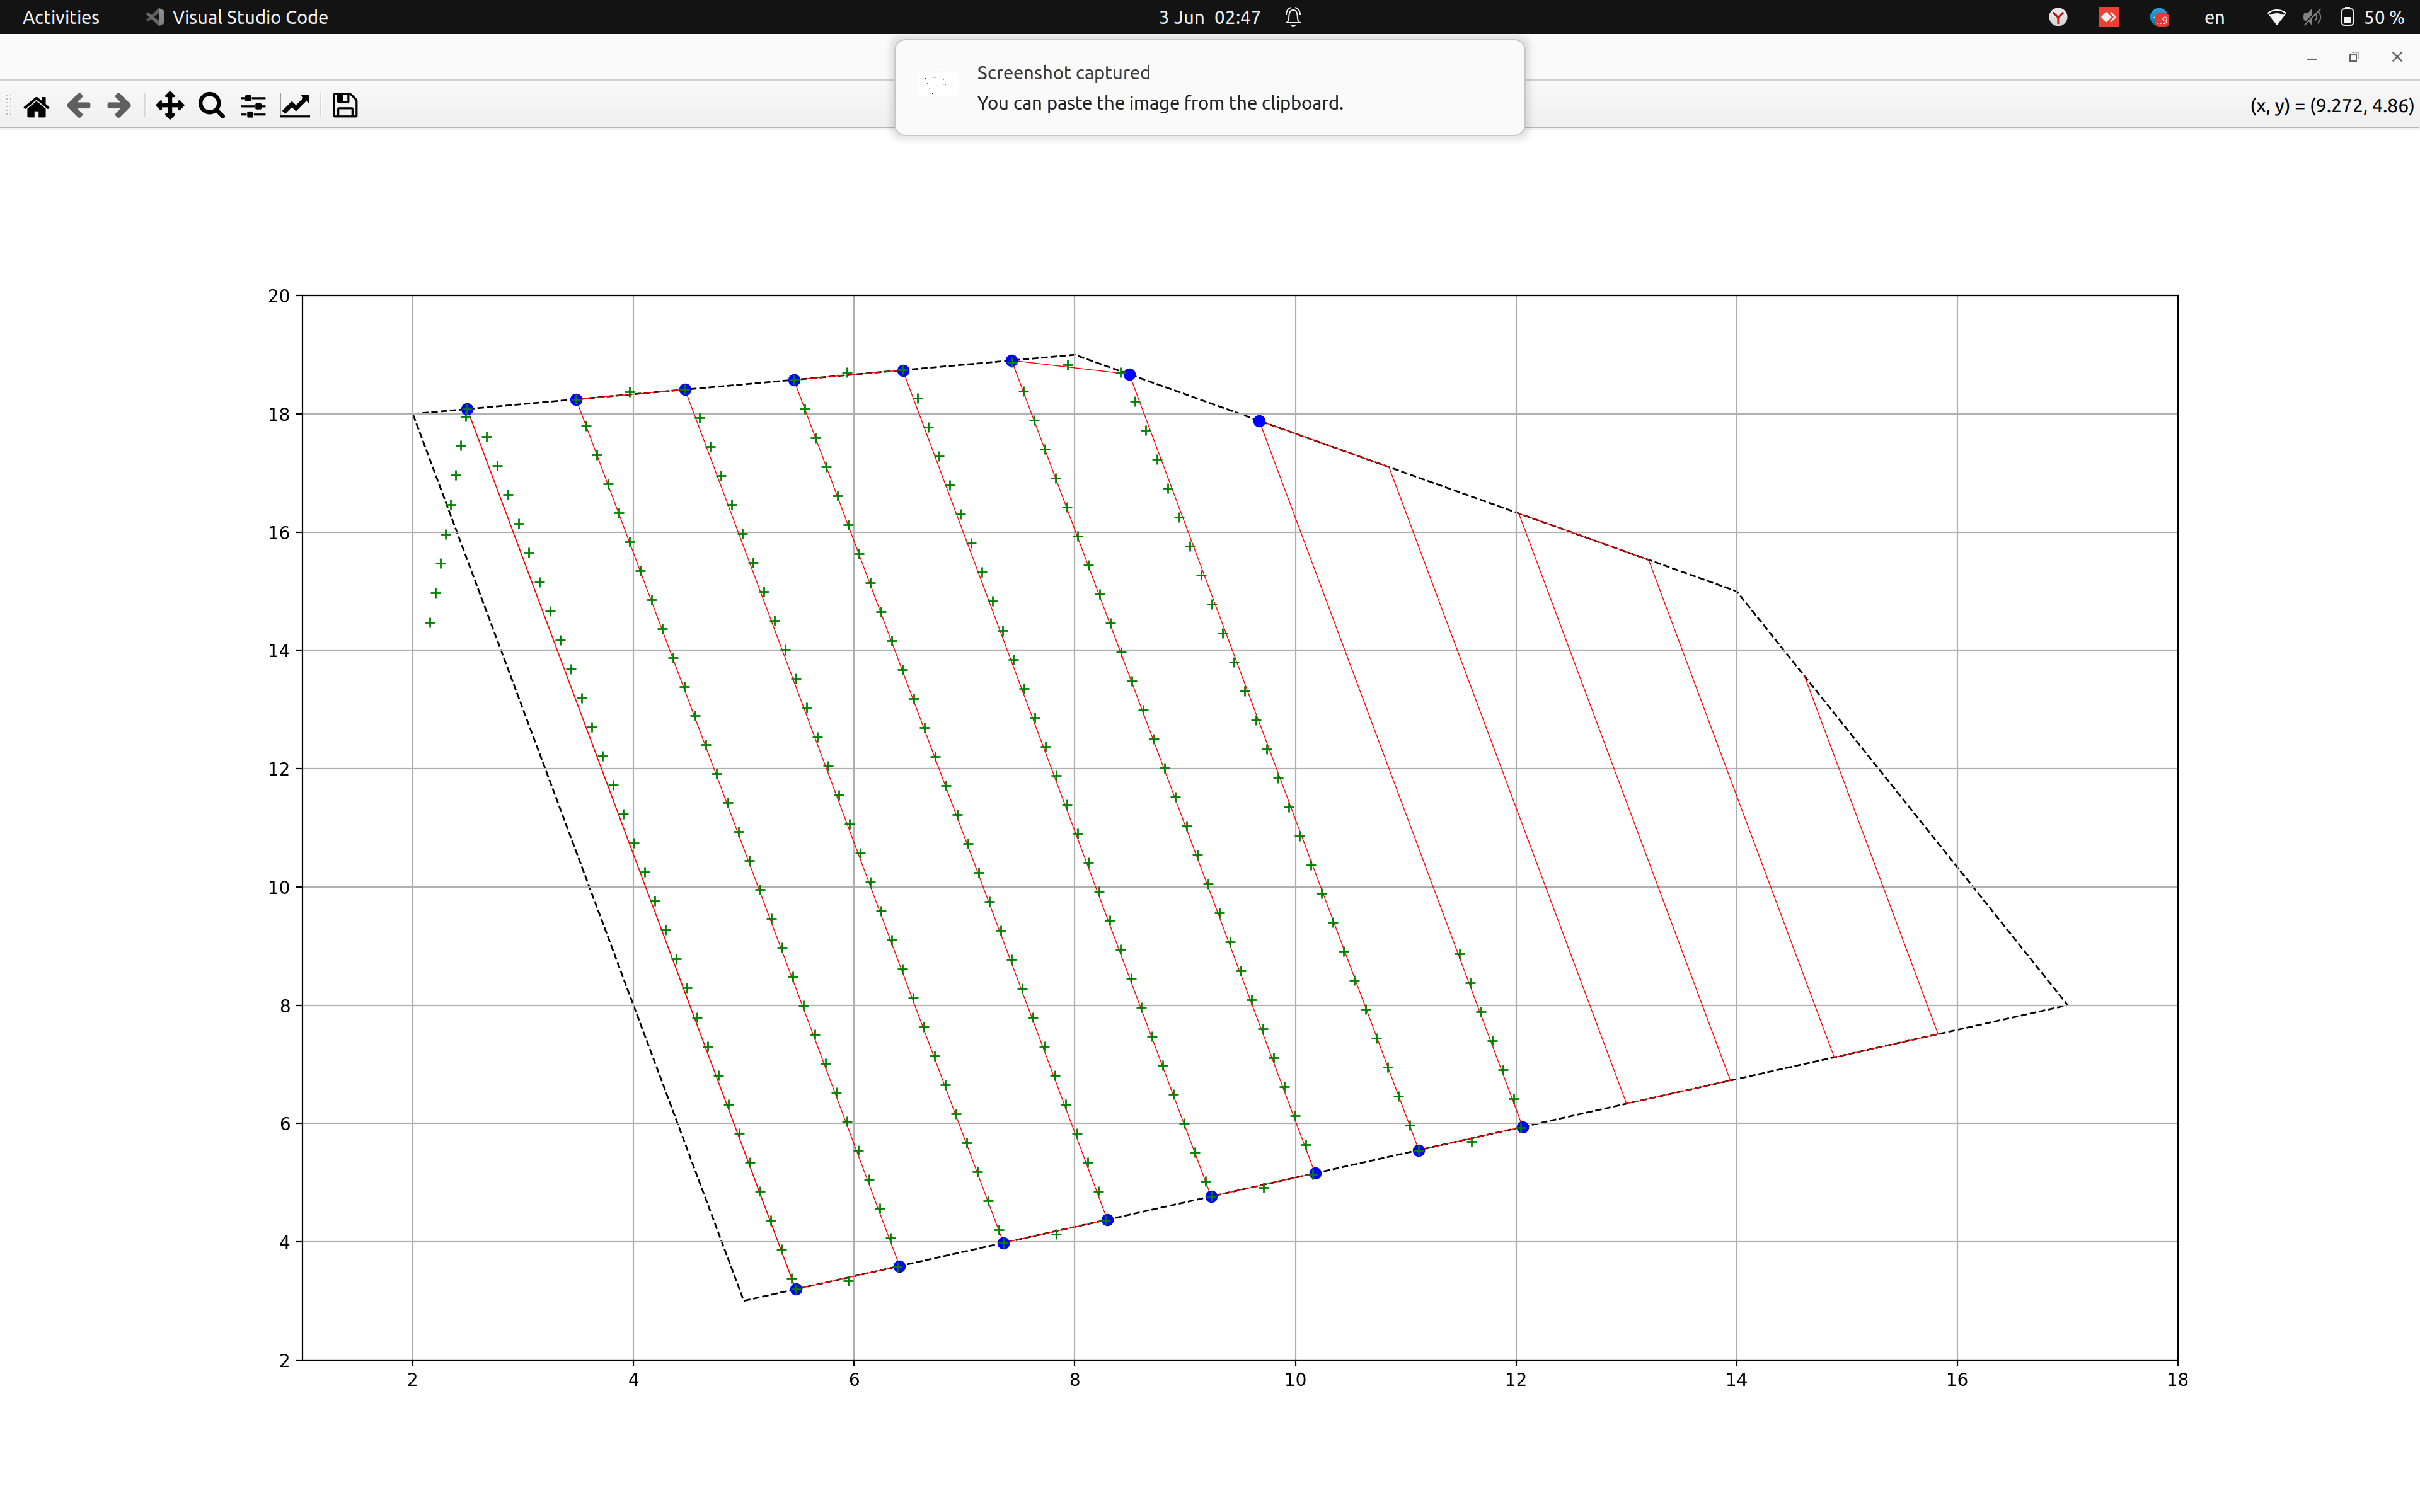 Activities Visual Studio Code 3 Jun 02:47 ..9 en 50 %
Screenshot captured
You can paste the image from the clipboard.
(x, y) = (9.272, 4.86)
20
18
16
14
12
10
8
6
4
2
2 4 6 8 10 12 14 16 18